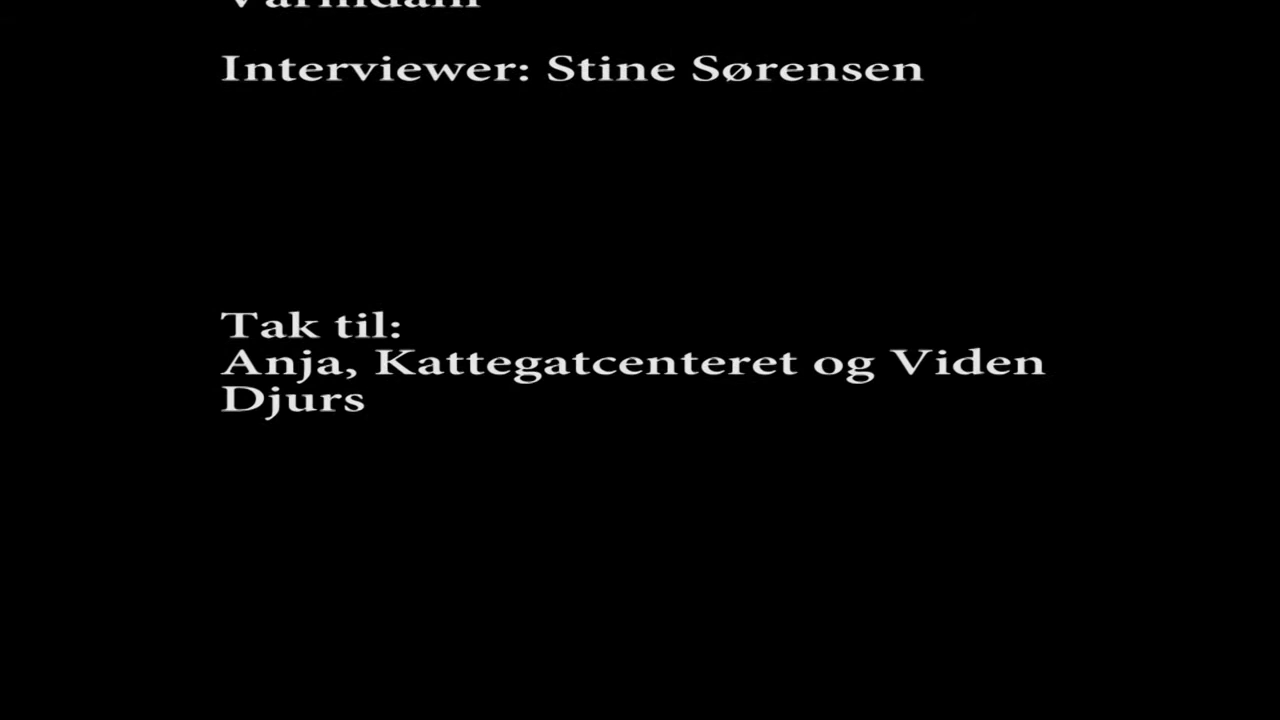 Interviewer: Stine Sørensen
Tak til:
Anja, Kattegatcenteret og Viden
Djurs